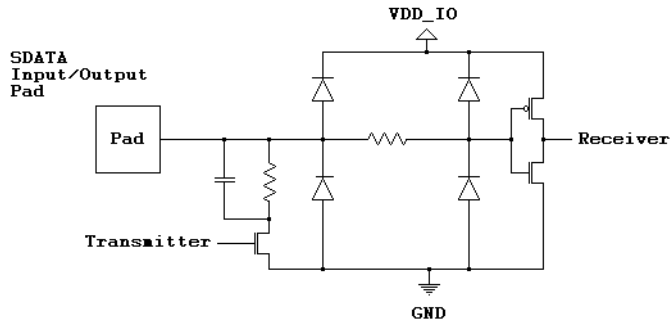 VDD_IO
SDATA
Input/Output
Pad
Pad
Receiver
Transmitter
GND